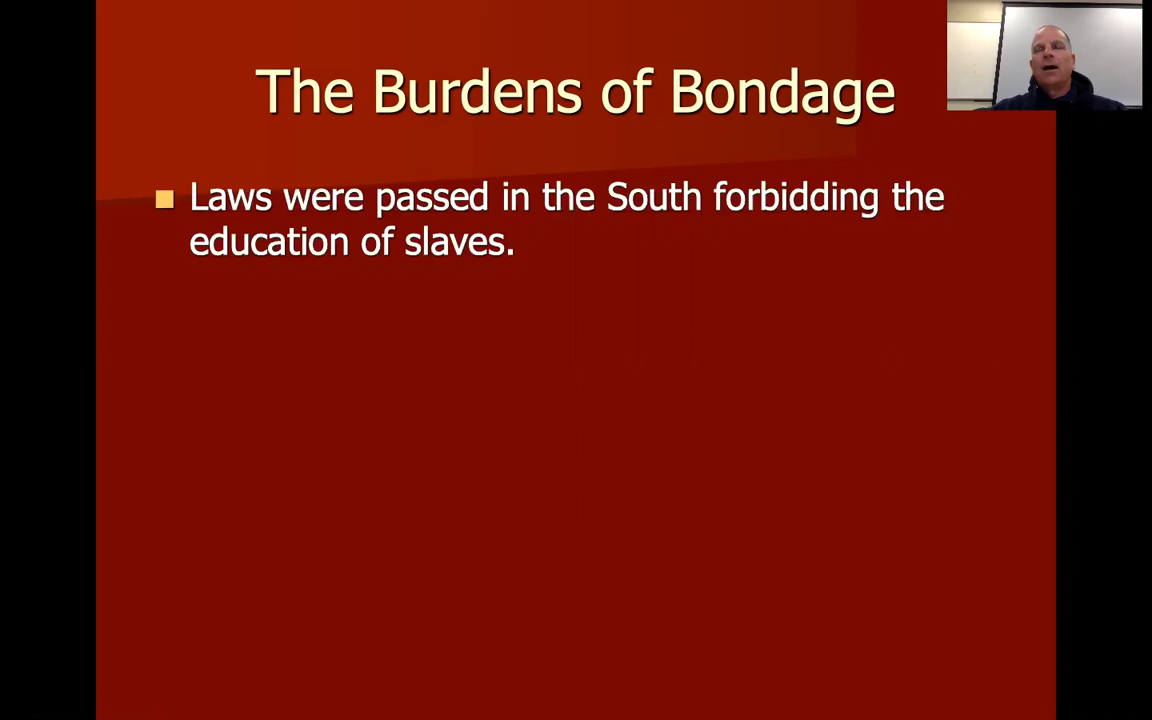 The Burdens of Bondage
Laws were passed in the South forbidding the
education of slaves.